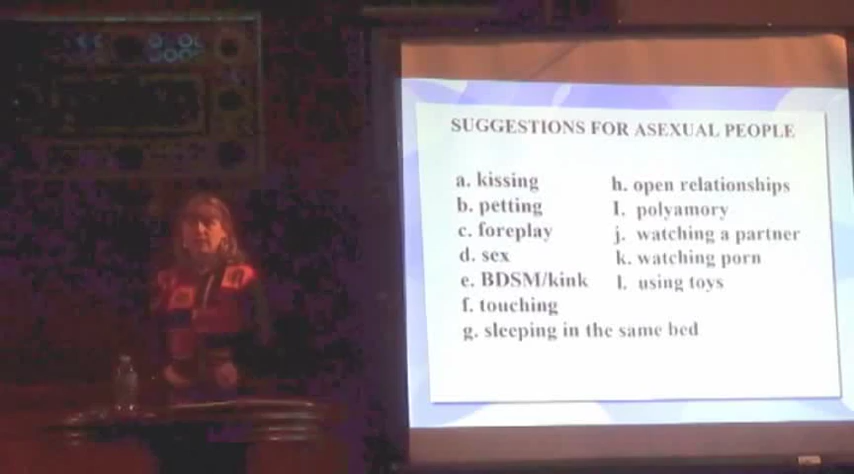 SUGGESTIONS FOR ASEXUAL PEOPLE
a. kissing
b. petting
c. foreplay
d. sex
e. BDSM/kink
f. touching
g. sleeping in the same bed
h. open relationships
I. polyamory
j. watching a partner
k. watching porn
l. using toys